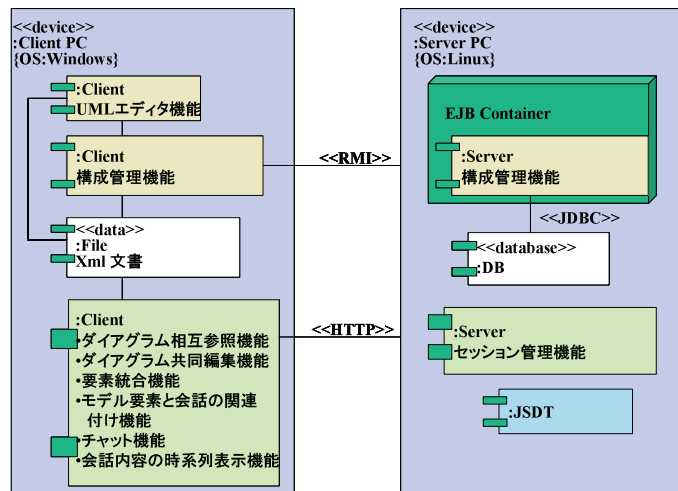 <<device>>
:Client PC
{OS:Windows}
:Client
UMLエディタ機能
:Client
構成管理機能
<<data>>
:File
Xml 文書
:Client
・ダイアグラム相互参照機能
・ダイアグラム共同編集機能
・要素統合機能
・モデル要素と会話の関連
付け機能
・チャット機能
・会話内容の時系列表示機能
<<RMI>>
<<HTTP>>
<<device>>
:Server PC
{OS:Linux}
EJB Container
:Server
構成管理機能
<<JDBC>>
<<database>>
:DB
:Server
セッション管理機能
:JSDT